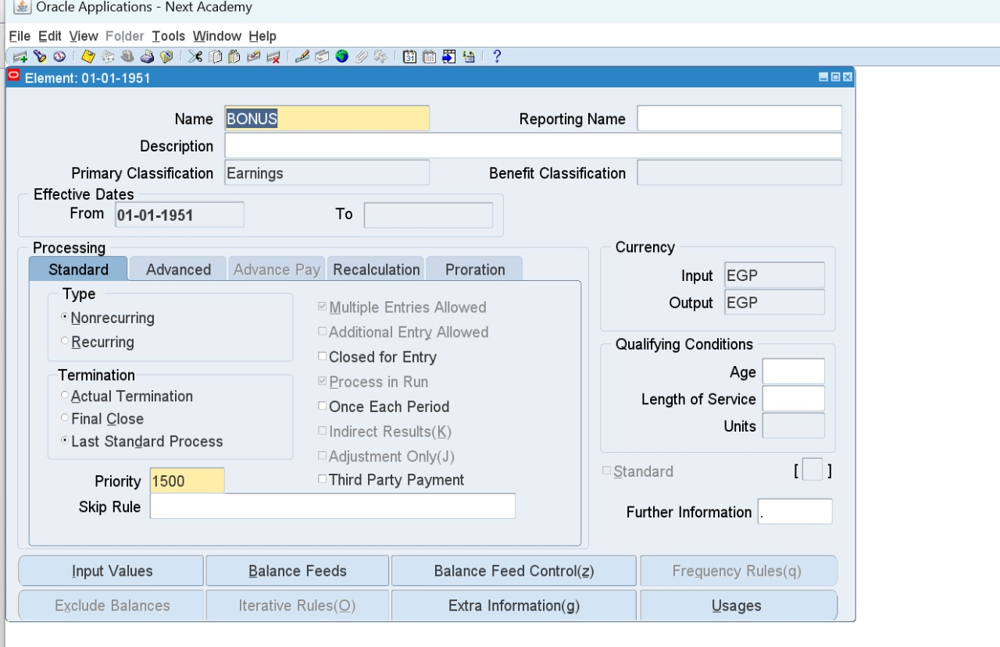 Oracle Applications - Next Academy
File Edit View Folder Tools Window Help
31
?
Element: 01-01-1951
Name BONUS Reporting Name
Description
Primary Classification Earnings Benefit Classification
Effective Dates
From 01-01-1951 To
Processing
Standard Advanced Advance Pay Recalculation Proration
Type
Nonrecurring
Recurring
Termination
Actual Termination
Final Close
Last Standard Process
Priority 1500
Skip Rule
Multiple Entries Allowed
Additional Entry Allowed
Closed for Entry
Process in Run
Once Each Period
Indirect Results(K)
Adjustment Only(J)
Third Party Payment
Currency
Input EGP
Output EGP
Qualifying Conditions
Age
Length of Service
Units
Standard [ ]
Further Information .
Input Values Balance Feeds Balance Feed Control(z) Frequency Rules(q)
Exclude Balances Iterative Rules(O) Extra Information(g) Usages